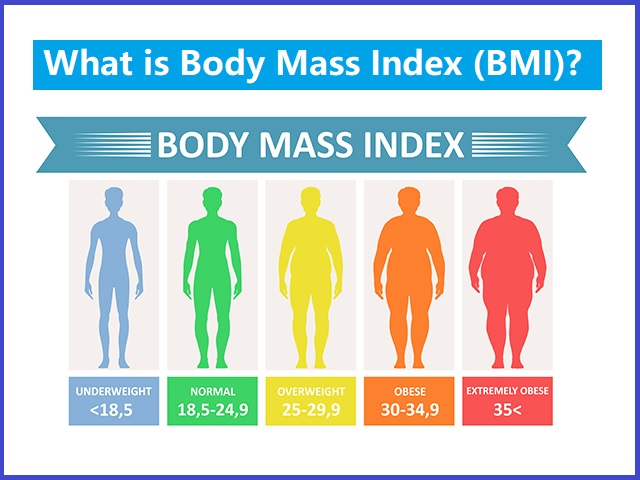 What is Body Mass Index (BMI)?
BODY MASS INDEX
UNDERWEIGHT
<18,5
NORMAL
18,5-24,9
OVERWEIGHT
25-29,9
OBESE
30-34,9
EXTREMELY OBESE
35<